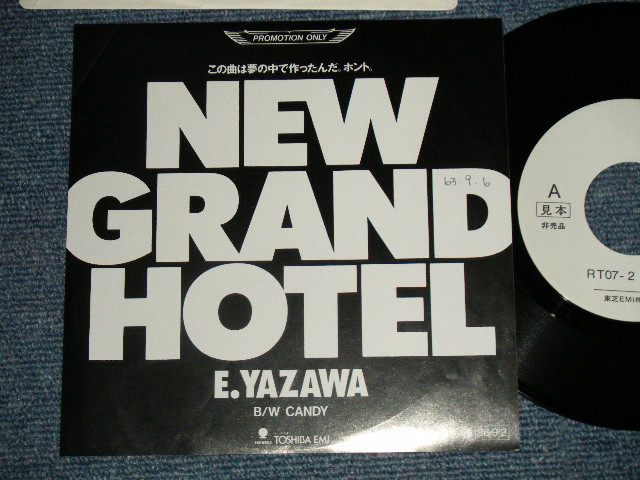 PROMOTION ONLY
この曲は夢の中で作ったんだ。ホント。
NEW
GRAND
63.9.6
HOTEL
E.YAZAWA
B/W CANDY
TOSHIBA EMI
A
見本
非売品
RT07-2
東芝EMI株